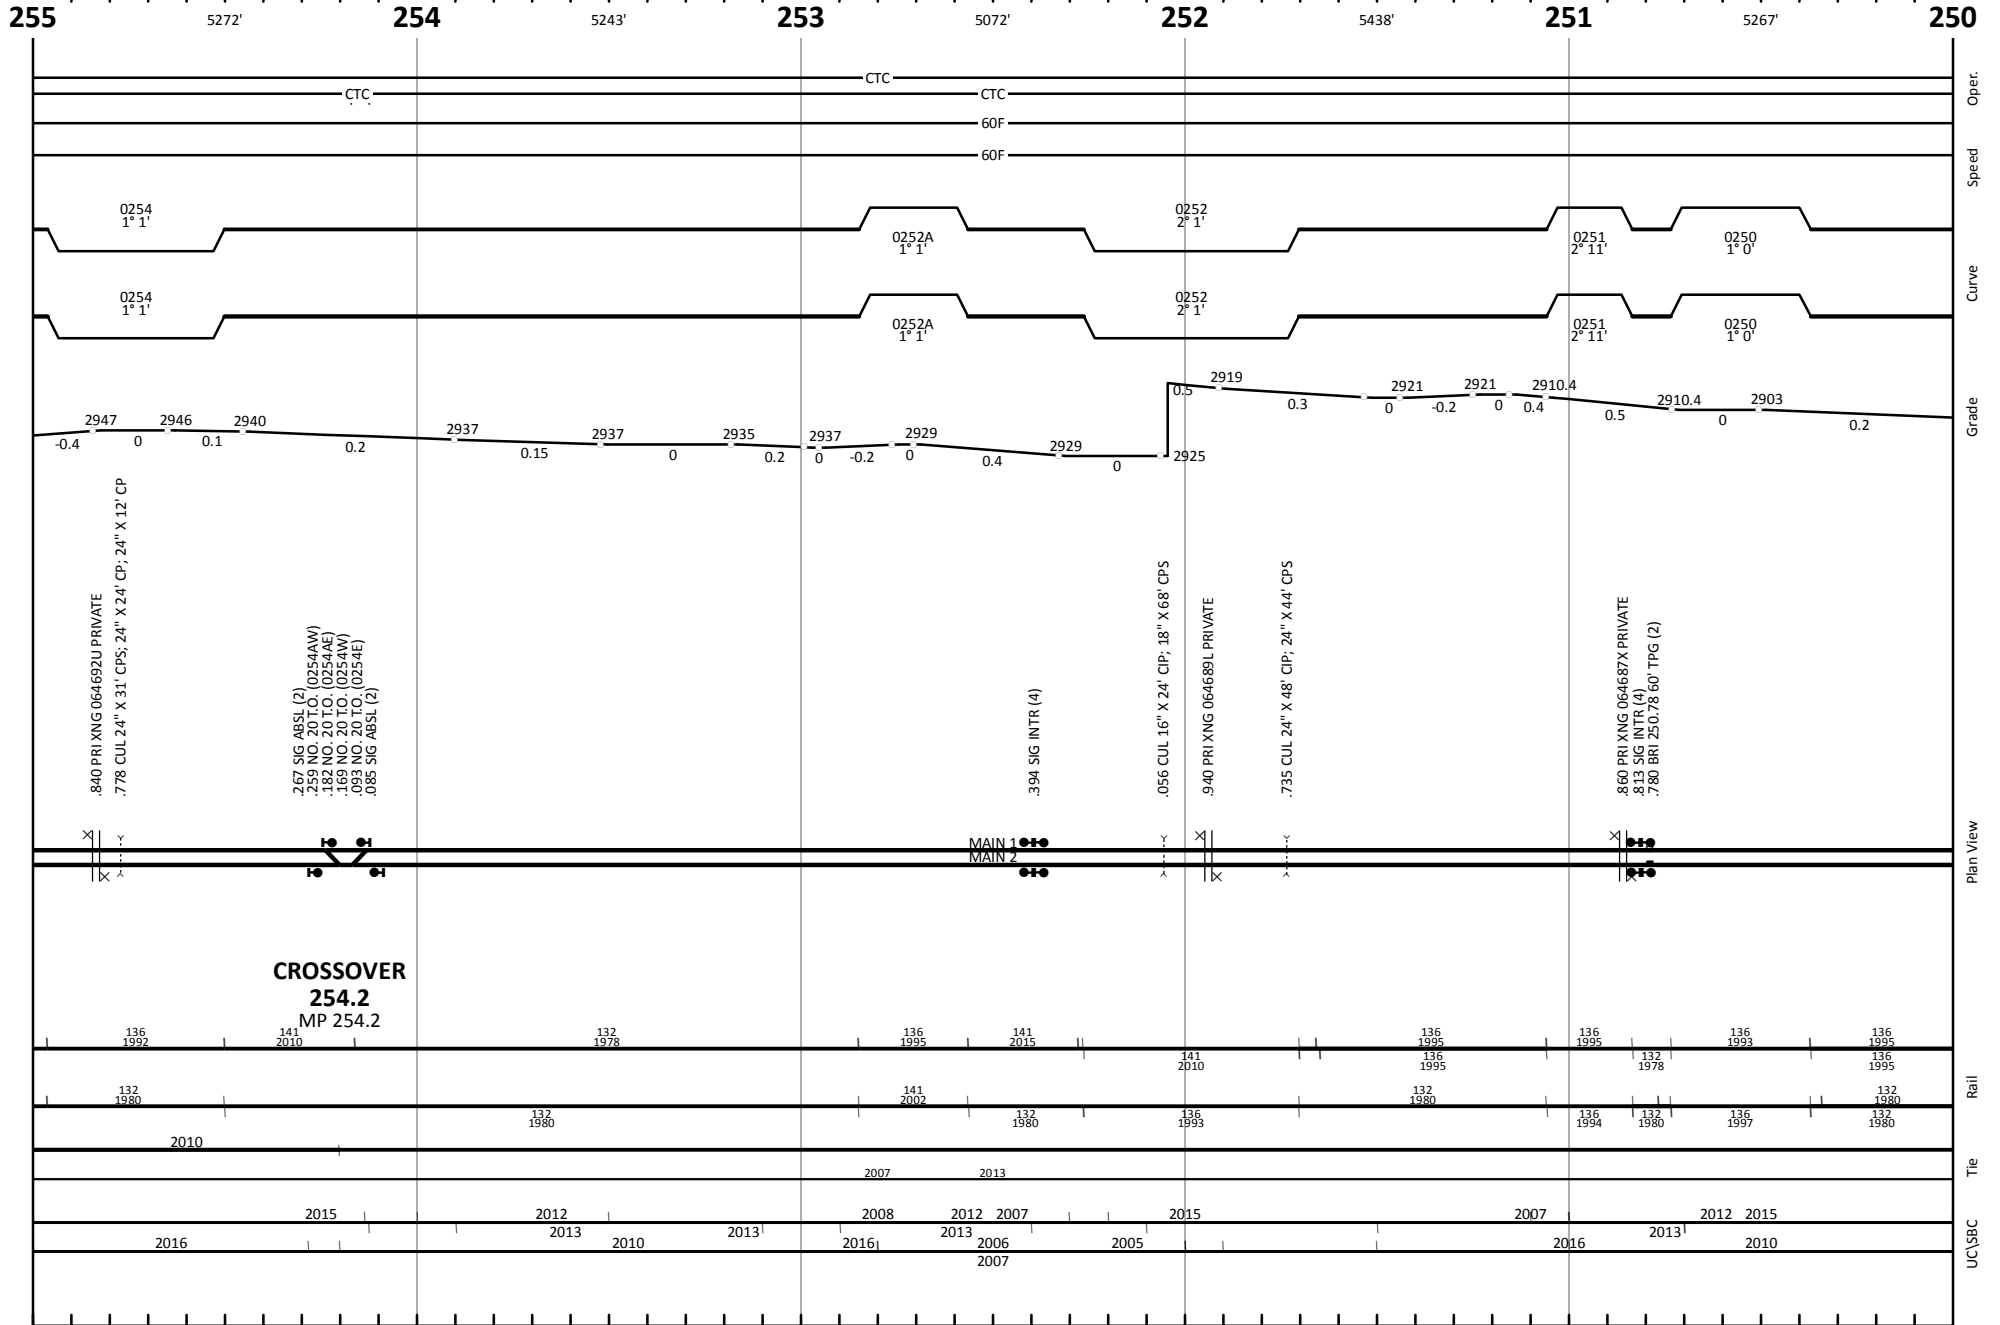 255 5272' 254 5243' 253 5072' 252 5438' 251 5267' 250
CTC
CTC CTC
Oper.
60F
60F
Speed
0254 0252
1° 1' 2° 1'
0252A 0251 0250
1° 1' 2° 11' 1° 0'
Curve
0254 0252
1° 1' 2° 1'
0252A 0251 0250
1° 1' 2° 11' 1° 0'
2947 2946 2940 2937 2937 2935 2937 2929 2929 2925 2919 2921 2921 2910.4 2910.4 2903
-0.4 0 0.1 0.2 0.15 0 0.2 0 -0.2 0 0.4 0 0.5 0.3 0 -0.2 0 0.4 0.5 0 0.2
Grade
.840 PRI XNG 064692U PRIVATE
.778 CUL 24" X 31' CPS; 24" X 24' CP; 24" X 12' CP
.267 SIG ABSL (2)
.259 NO. 20 T.O. (0254AW)
.182 NO. 20 T.O. (0254AE)
.169 NO. 20 T.O. (0254W)
.093 NO. 20 T.O. (0254E)
.085 SIG ABSL (2)
.394 SIG INTR (4)
.056 CUL 16" X 24' CIP; 18" X 68' CPS
.940 PRI XNG 064689L PRIVATE
.735 CUL 24" X 48' CIP; 24" X 44' CPS
.860 PRI XNG 064687X PRIVATE
.813 SIG INTR (4)
.780 BRI 250.78 60' TPG (2)
MAIN 1
MAIN 2
Plan View
CROSSOVER
254.2
MP 254.2
136 141 132 136 141 136 136 136 136
1992 2010 1978 1995 2015 1995 1995 1993 1995
141 136 132 136
2010 1995 1978 1995
Rail
132 141 132 132
1980 2002 1980 1980
132 132 136 136 132 136 132
1980 1980 1993 1994 1980 1997 1980
2010
2007 2013
Tie
2015 2012 2008 2012 2007 2015 2007 2012 2015
2013 2013 2013 2013
2016 2010 2016 2006 2005 2016 2010
2007
UC\SBC